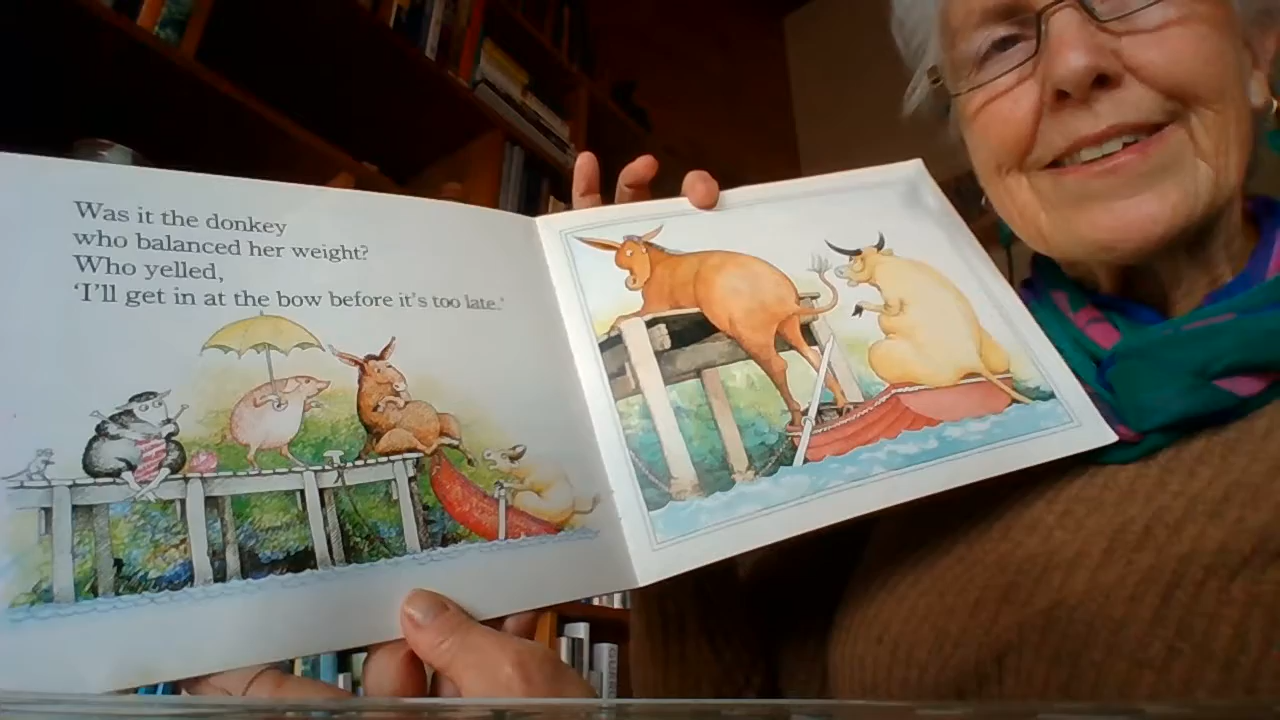 Was it the donkey
who balanced her weight?
Who yelled,
‘I'll get in at the bow before it's too late.’